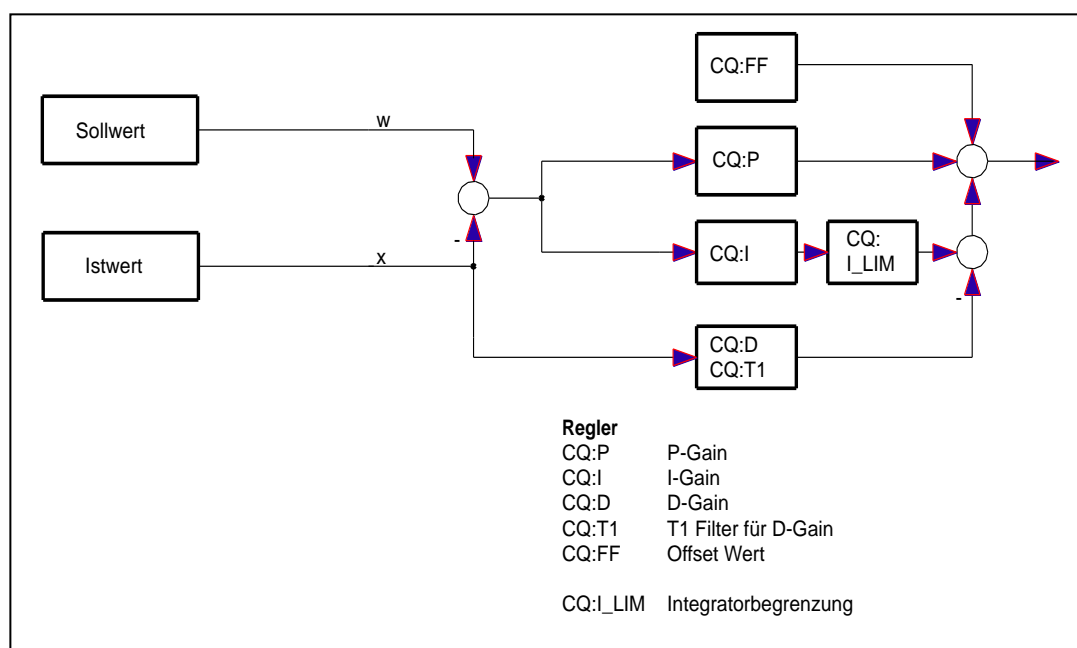 CQ:FF
Sollwert
w
CQ:P
-
Istwert
x
CQ:I
CQ:
I_LIM
-
CQ:D
CQ:T1
Regler
CQ:P P-Gain
CQ:I I-Gain
CQ:D D-Gain
CQ:T1 T1 Filter für D-Gain
CQ:FF Offset Wert
CQ:I_LIM Integratorbegrenzung